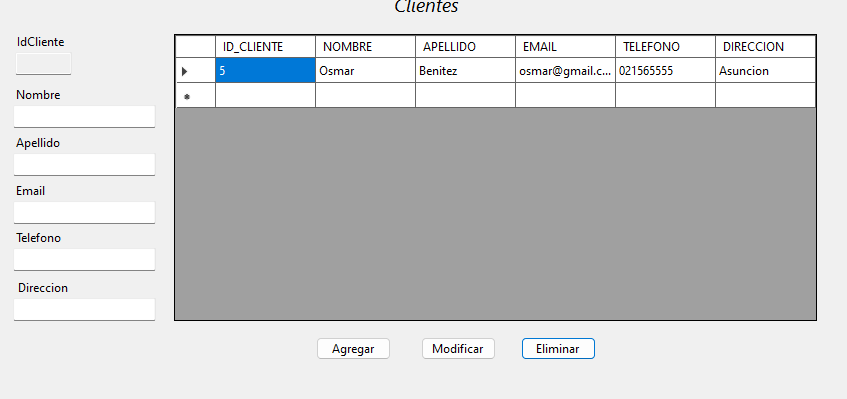 Clientes
IdCliente
Nombre
Apellido
Email
Telefono
Direccion
ID_CLIENTE NOMBRE APELLIDO EMAIL TELEFONO DIRECCION
5 Osmar Benitez osmar@gmail.c... 021565555 Asuncion
Agregar Modificar Eliminar